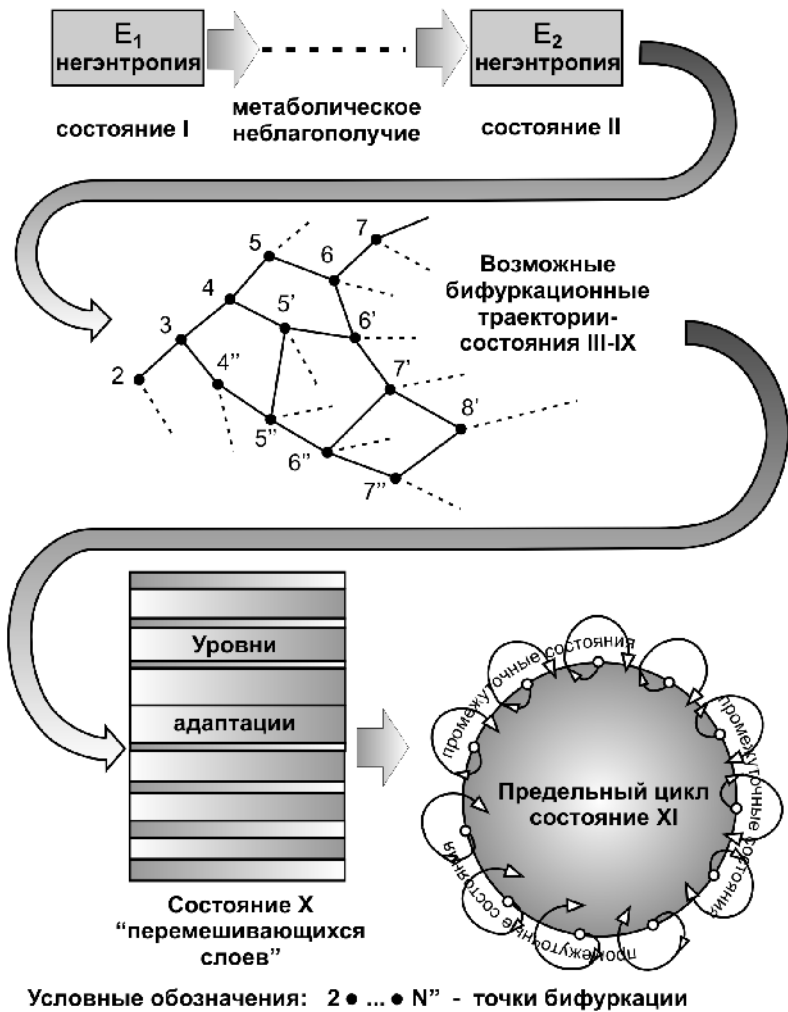 E₁
негэнтропия
E₂
негэнтропия
состояние I
метаболическое
неблагополучие
состояние II
7
5
6
Возможные
бифуркационные
траектории-
состояния III-IX
4
5’
6’
3
2
4”
7’
8’
5”
6”
7”
Уровни
адаптации
промежуточные состояния
промежуточные состояния
промежуточные состояния
Предельный цикл
состояние XI
Состояние X
“перемешивающихся
слоев”
Условные обозначения: 2 ● ... ● N” - точки бифуркации